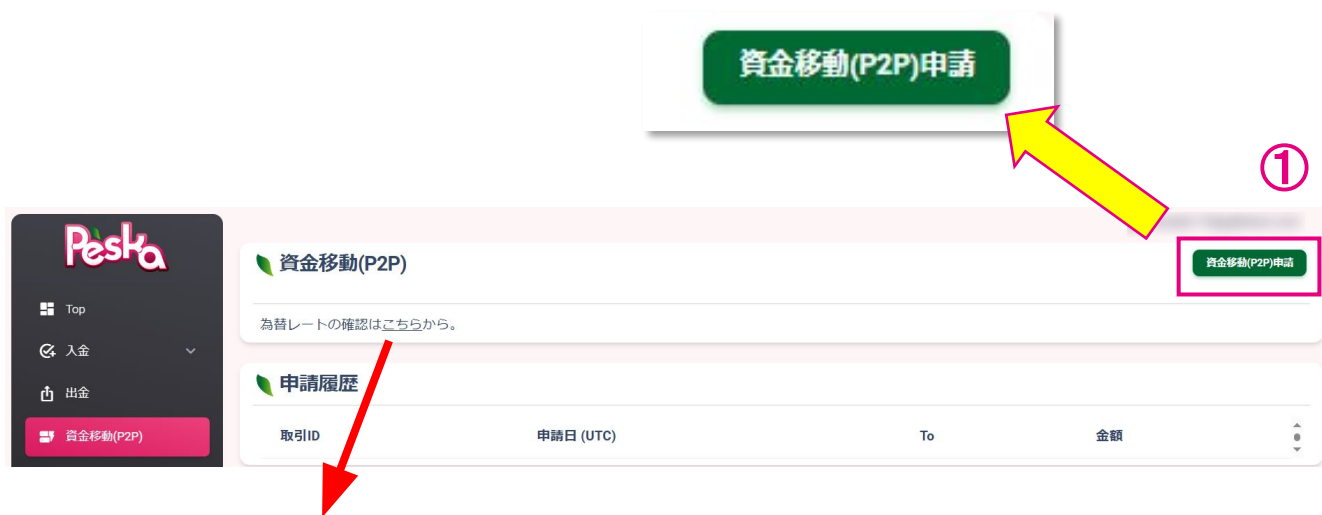 資金移動(P2P)申請
①
Pèska
資金移動(P2P)
資金移動(P2P)申請
Top
為替レートの確認はこちらから。
入金
申請履歴
出金
資金移動(P2P)
取引ID 申請日 (UTC) To 金額